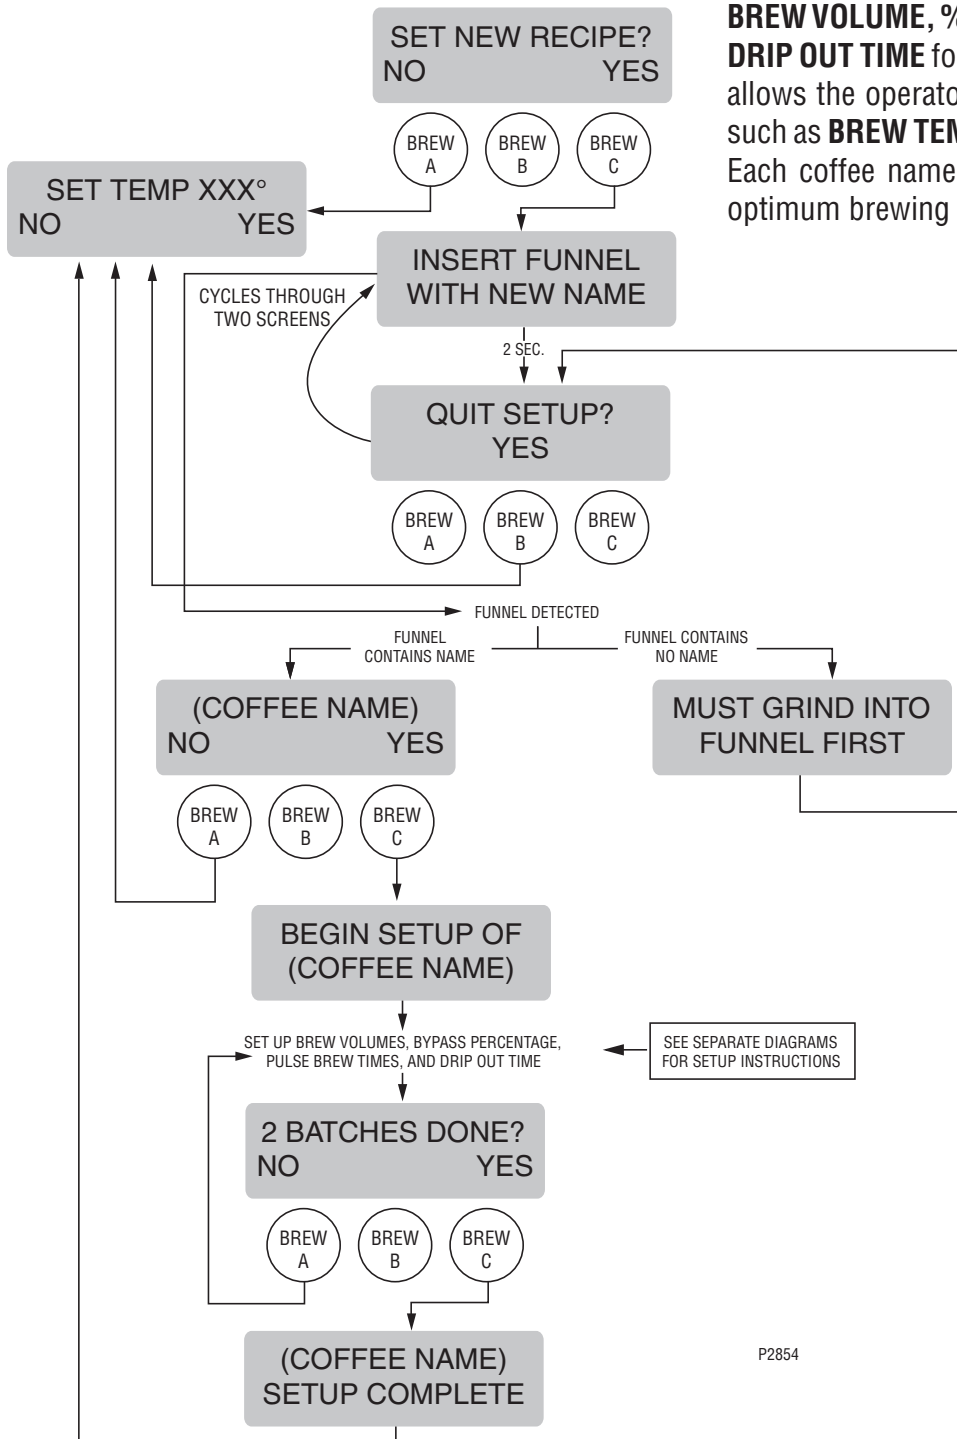 BREW VOLUME, %
DRIP OUT TIME fo
allows the operato
such as BREW TEM
Each coffee name
optimum brewing
SET NEW RECIPE?
NO YES
BREW
A
BREW
B
BREW
C
SET TEMP XXX°
NO YES
INSERT FUNNEL
WITH NEW NAME
CYCLES THROUGH
TWO SCREENS
2 SEC.
QUIT SETUP?
YES
BREW
A
BREW
B
BREW
C
FUNNEL DETECTED
FUNNEL
CONTAINS NAME
FUNNEL CONTAINS
NO NAME
(COFFEE NAME)
NO YES
MUST GRIND INTO
FUNNEL FIRST
BREW
A
BREW
B
BREW
C
BEGIN SETUP OF
(COFFEE NAME)
SET UP BREW VOLUMES, BYPASS PERCENTAGE,
PULSE BREW TIMES, AND DRIP OUT TIME
SEE SEPARATE DIAGRAMS
FOR SETUP INSTRUCTIONS
2 BATCHES DONE?
NO YES
BREW
A
BREW
B
BREW
C
(COFFEE NAME)
SETUP COMPLETE
P2854